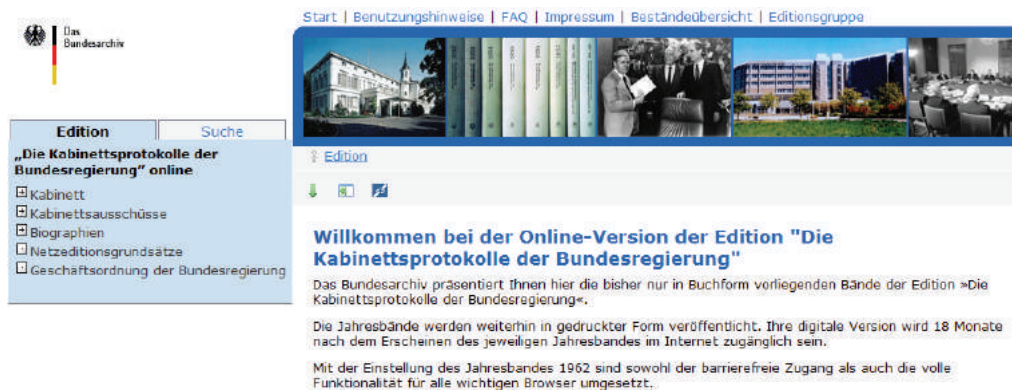 Das
Bundesarchiv
Start | Benutzungshinweise | FAQ | Impressum | Beständeübersicht | Editionsgruppe
Edition
Suche
„Die Kabinettsprotokolle der
Bundesregierung" online
Kabinett
Kabinettsausschüsse
Biographien
Netzeditionsgrundsätze
Geschäftsordnung der Bundesregierung
Edition
Willkommen bei der Online-Version der Edition "Die
Kabinettsprotokolle der Bundesregierung"
Das Bundesarchiv präsentiert Ihnen hier die bisher nur in Buchform vorliegenden Bände der Edition »Die
Kabinettsprotokolle der Bundesregierung«.
Die Jahresbände werden weiterhin in gedruckter Form veröffentlicht. Ihre digitale Version wird 18 Monate
nach dem Erscheinen des jeweiligen Jahresbandes im Internet zugänglich sein.
Mit der Einstellung des Jahresbandes 1962 sind sowohl der barrierefreie Zugang als auch die volle
Funktionalität für alle wichtigen Browser umgesetzt.